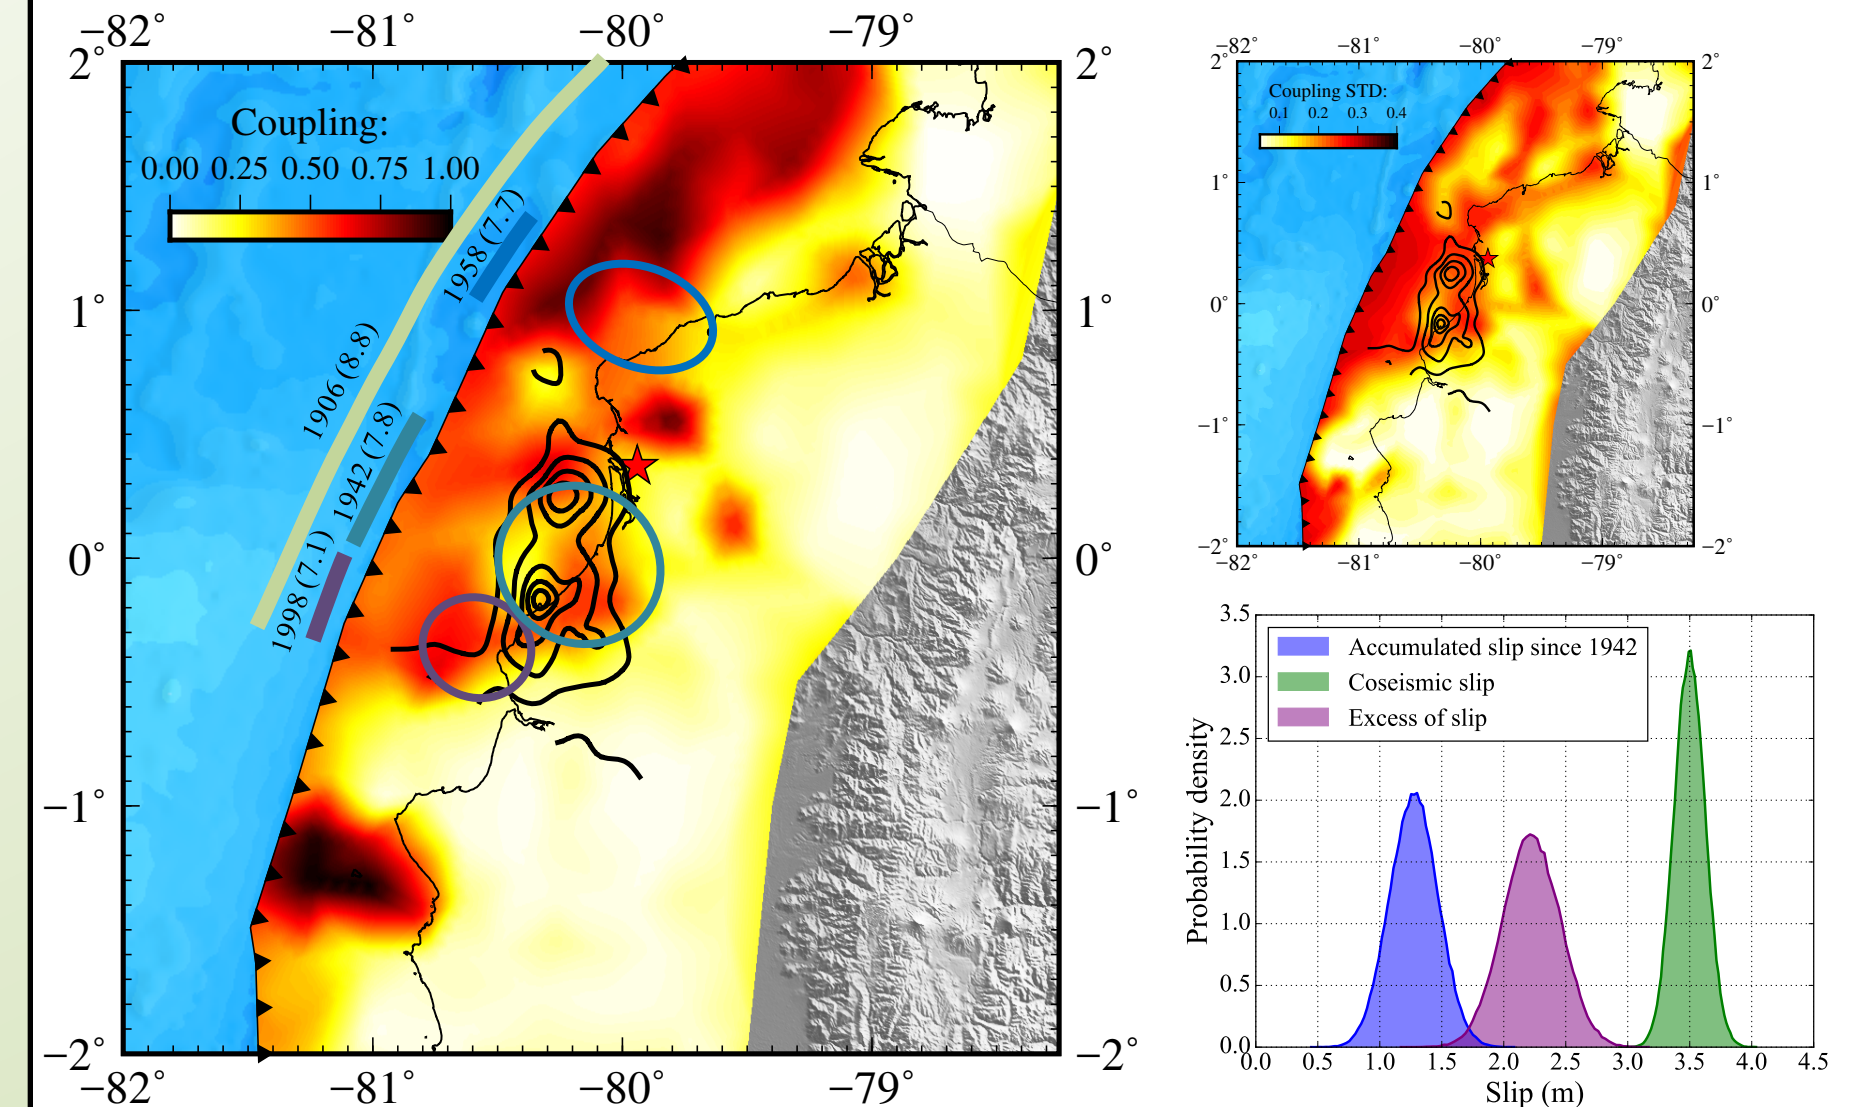 −82˚ −81˚ −80˚ −79˚
2˚ 2˚
Coupling:
0.00 0.25 0.50 0.75 1.00
1958 (7.7)
1˚ 1˚
1906 (8.8)
1942 (7.8)
0˚ 0˚
1998 (7.1)
−1˚ −1˚
−2˚ −2˚
−82˚ −81˚ −80˚ −79˚
−82˚ −81˚ −80˚ −79˚
2˚ 2˚
Coupling STD:
0.1 0.2 0.3 0.4
1˚ 1˚
0˚ 0˚
−1˚ −1˚
−2˚ −2˚
−81˚ −80˚ −79˚
3.5
Accumulated slip since 1942
3.0
Coseismic slip
Excess of slip
2.5
2.0
1.5
1.0
0.5
0.0
Probability density
0.0 0.5 1.0 1.5 2.0 2.5 3.0 3.5 4.0 4.5
Slip (m)